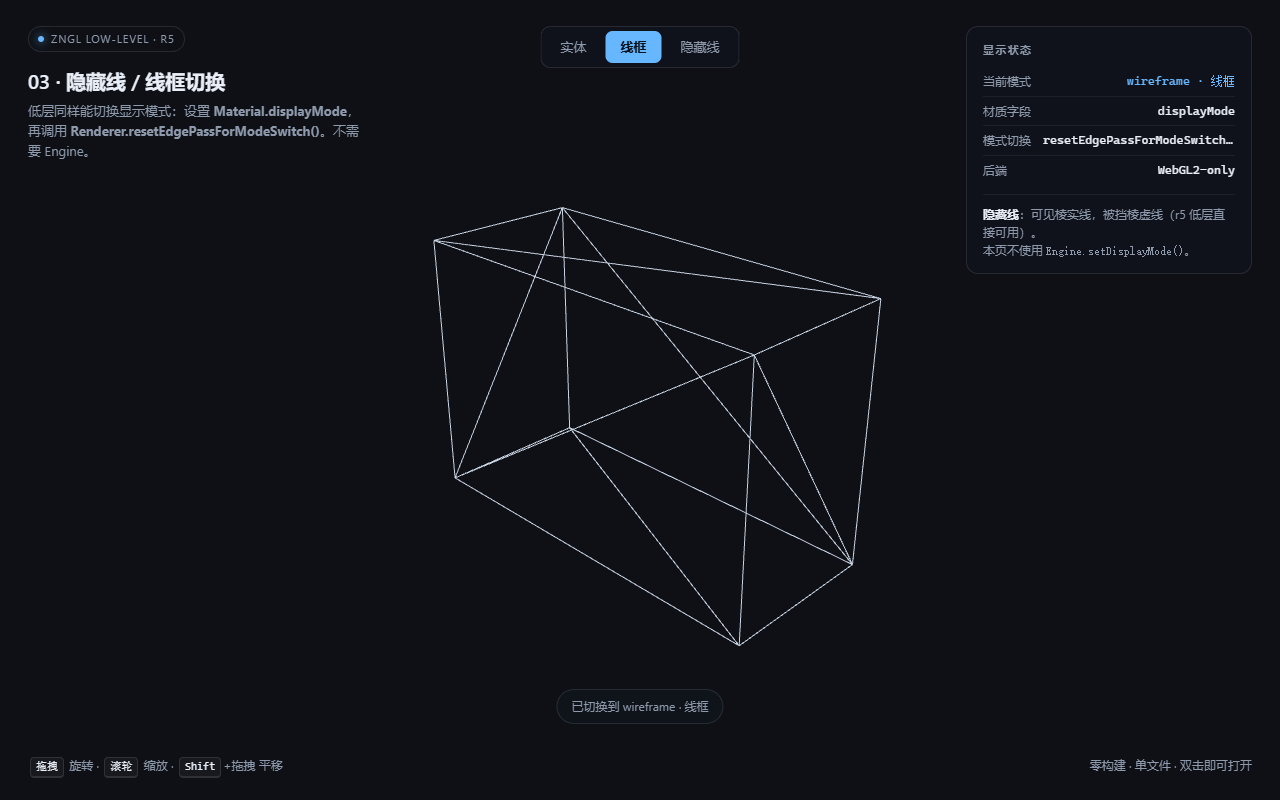 ZNGL LOW-LEVEL · R5
03 · 隐藏线 / 线框切换
低层同样能切换显示模式：设置 Material.displayMode，
再调用 Renderer.resetEdgePassForModeSwitch()。不需
要 Engine。
实体 线框 隐藏线
显示状态
当前模式 wireframe · 线框
材质字段 displayMode
模式切换 resetEdgePassForModeSwitch…
后端 WebGL2-only
隐藏线：可见棱实线，被挡棱虚线（r5 低层直
接可用）。
本页不使用 Engine.setDisplayMode()。
已切换到 wireframe · 线框
拖拽 旋转 · 滚轮 缩放 · Shift +拖拽 平移
零构建 · 单文件 · 双击即可打开